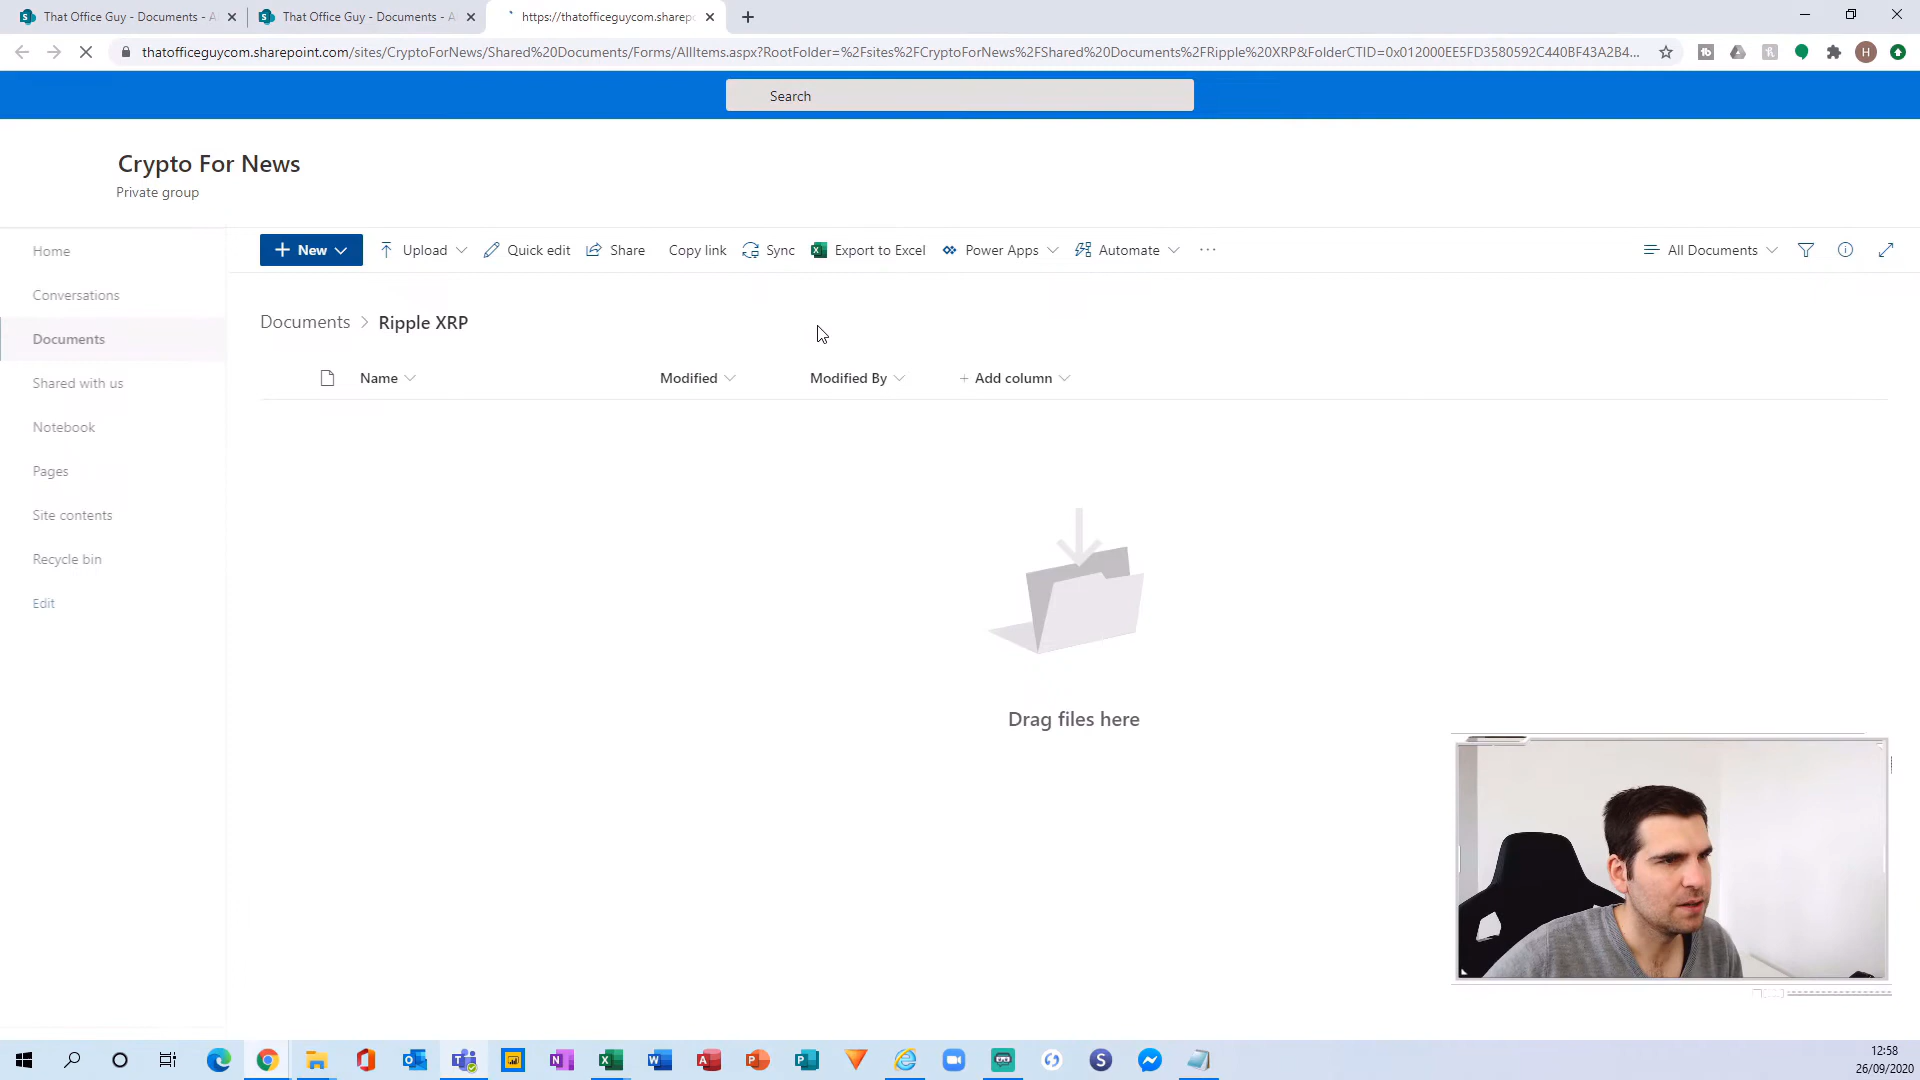 That Office Guy - Documents - A
That Office Guy - Documents - A
https://thatofficeguycom.sharep
thatofficeguycom.sharepoint.com/sites/CryptoForNews/Shared%20Documents/Forms/AllItems.aspx?RootFolder=%2Fsites%2FCryptoForNews%2FShared%20Documents%2FRipple%20XRP&FolderCTID=0x012000EE5FD3580592C440BF43A2B4...
Search
Crypto For News
Private group
Home
Conversations
Documents
Shared with us
Notebook
Pages
Site contents
Recycle bin
Edit
New
Upload
Quick edit
Share
Copy link
Sync
Export to Excel
Power Apps
Automate
All Documents
Documents > Ripple XRP
Name
Modified
Modified By
+ Add column
Drag files here
12:58
26/09/2020